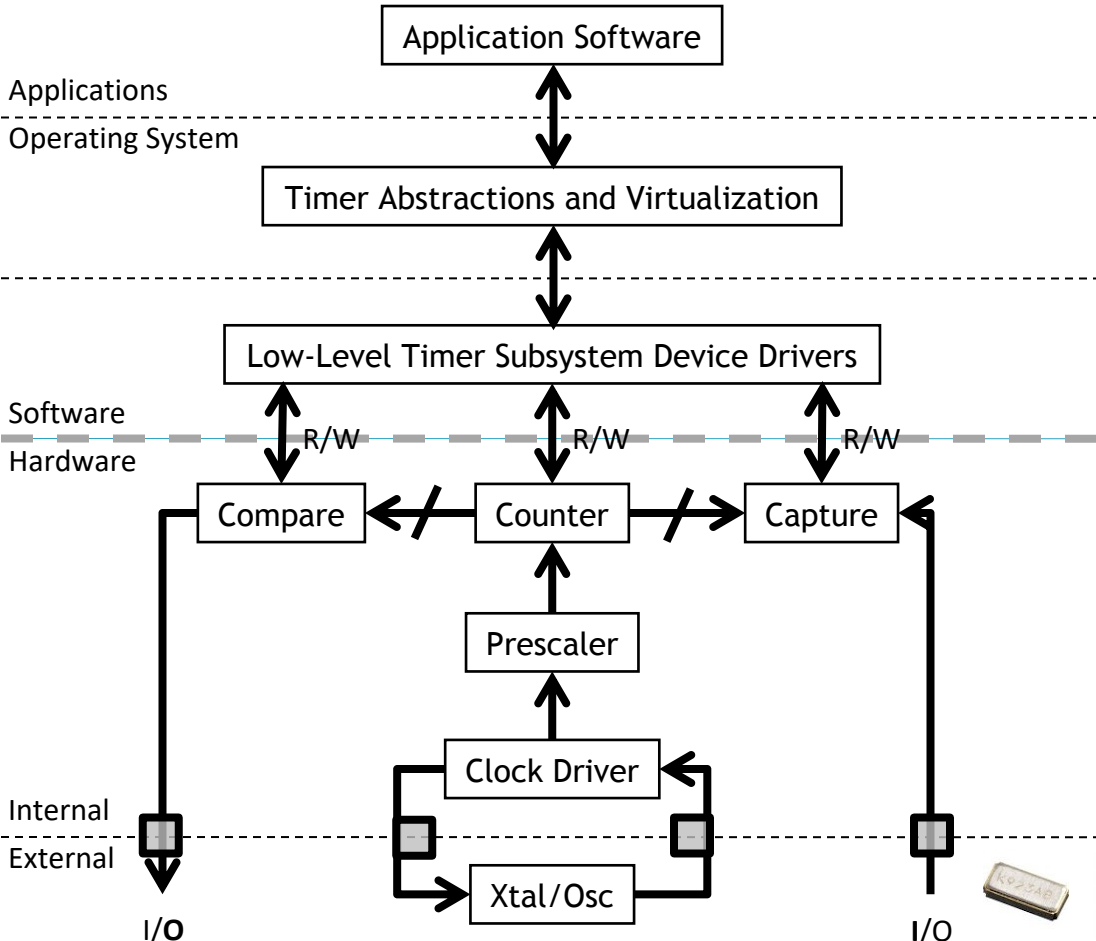 Application Software
Applications
Operating System
Timer Abstractions and Virtualization
Low-Level Timer Subsystem Device Drivers
Software
R/W
R/W
R/W
Hardware
Compare
Counter
Capture
Prescaler
Clock Driver
Internal
External
Xtal/Osc
K923A8
I/O
I/O